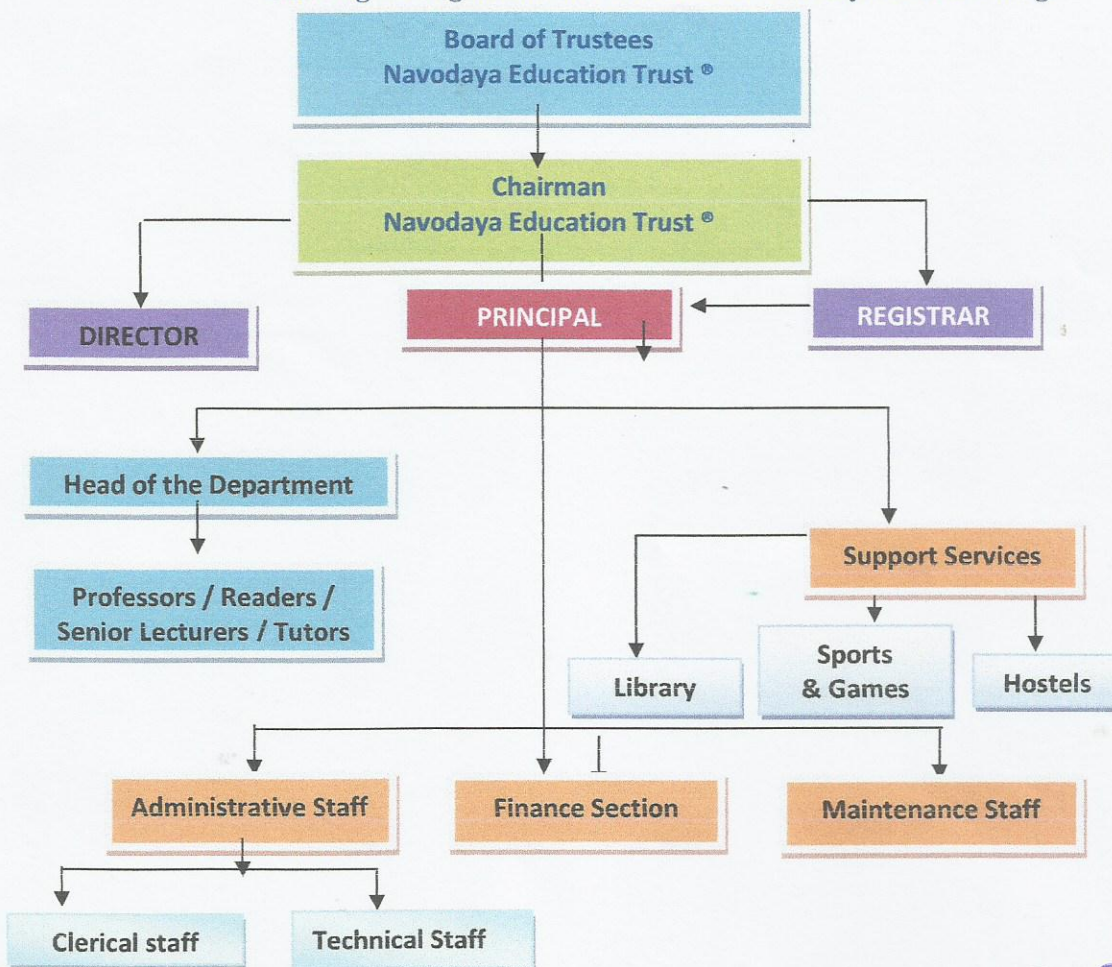 Board of Trustees
Navodaya Education Trust ®
Chairman
Navodaya Education Trust ®
DIRECTOR
PRINCIPAL
REGISTRAR
Head of the Department
Support Services
Professors / Readers /
Senior Lecturers / Tutors
Library
Sports
& Games
Hostels
Administrative Staff
Finance Section
Maintenance Staff
Clerical staff
Technical Staff